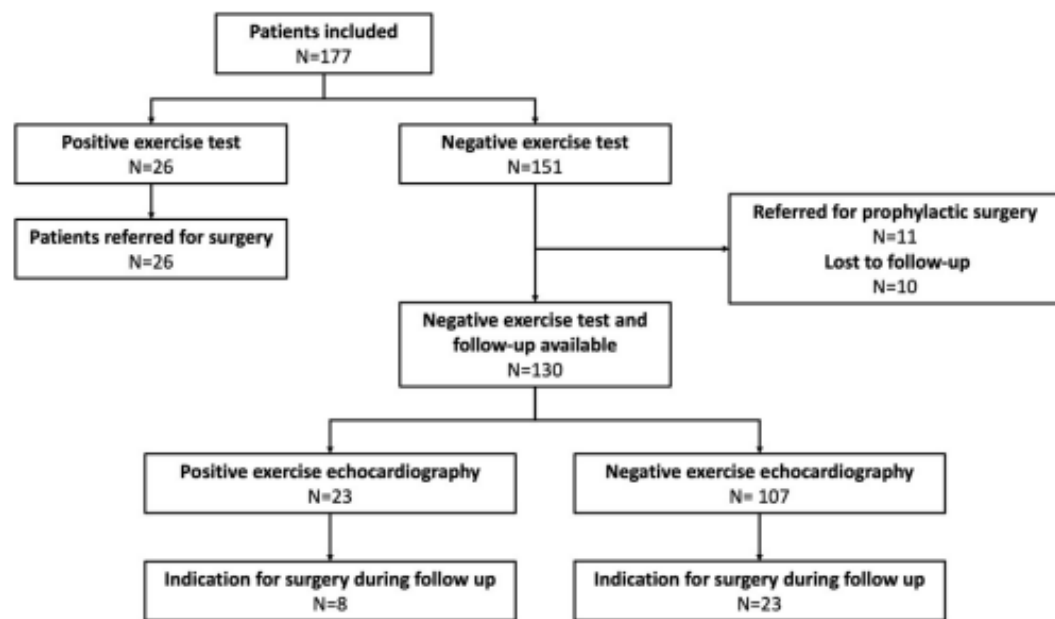 Patients included
N=177
Positive exercise test
N=26
Negative exercise test
N=151
Patients referred for surgery
N=26
Referred for prophylactic surgery
N=11
Lost to follow-up
N=10
Negative exercise test and
follow-up available
N=130
Positive exercise echocardiography
N=23
Negative exercise echocardiography
N= 107
Indication for surgery during follow up
N=8
Indication for surgery during follow up
N=23